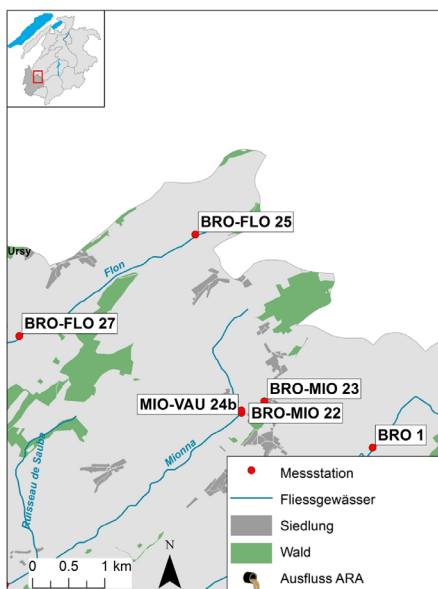 BRO-FLO 25
Ursy
Flon
BRO-FLO 27
BRO-MIO 23
MIO-VAU 24b
BRO-MIO 22
BRO 1
Mionna
Ruisseau de Sauba
Messstation
Fliessgewässer
Siedlung
Wald
Ausfluss ARA
N
0 0.5 1 km